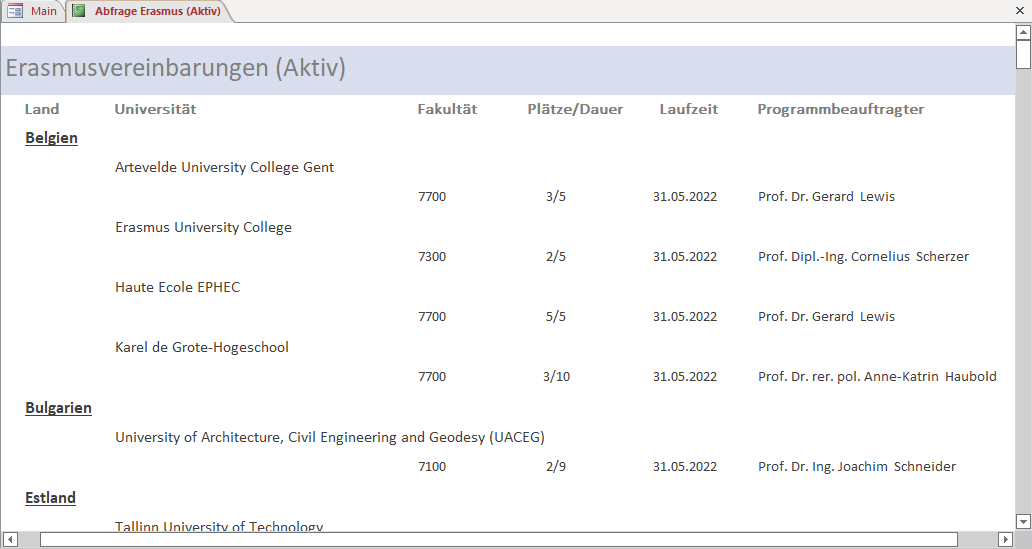 Main Abfrage Erasmus (Aktiv)
Erasmusvereinbarungen (Aktiv)
Land Universität Fakultät Plätze/Dauer Laufzeit Programmbeauftragter
Belgien
Artevelde University College Gent
7700 3/5 31.05.2022 Prof. Dr. Gerard Lewis
Erasmus University College
7300 2/5 31.05.2022 Prof. Dipl.-Ing. Cornelius Scherzer
Haute Ecole EPHEC
7700 5/5 31.05.2022 Prof. Dr. Gerard Lewis
Karel de Grote-Hogeschool
7700 3/10 31.05.2022 Prof. Dr. rer. pol. Anne-Katrin Haubold
Bulgarien
University of Architecture, Civil Engineering and Geodesy (UACEG)
7100 2/9 31.05.2022 Prof. Dr. Ing. Joachim Schneider
Estland
Tallinn University of Technology